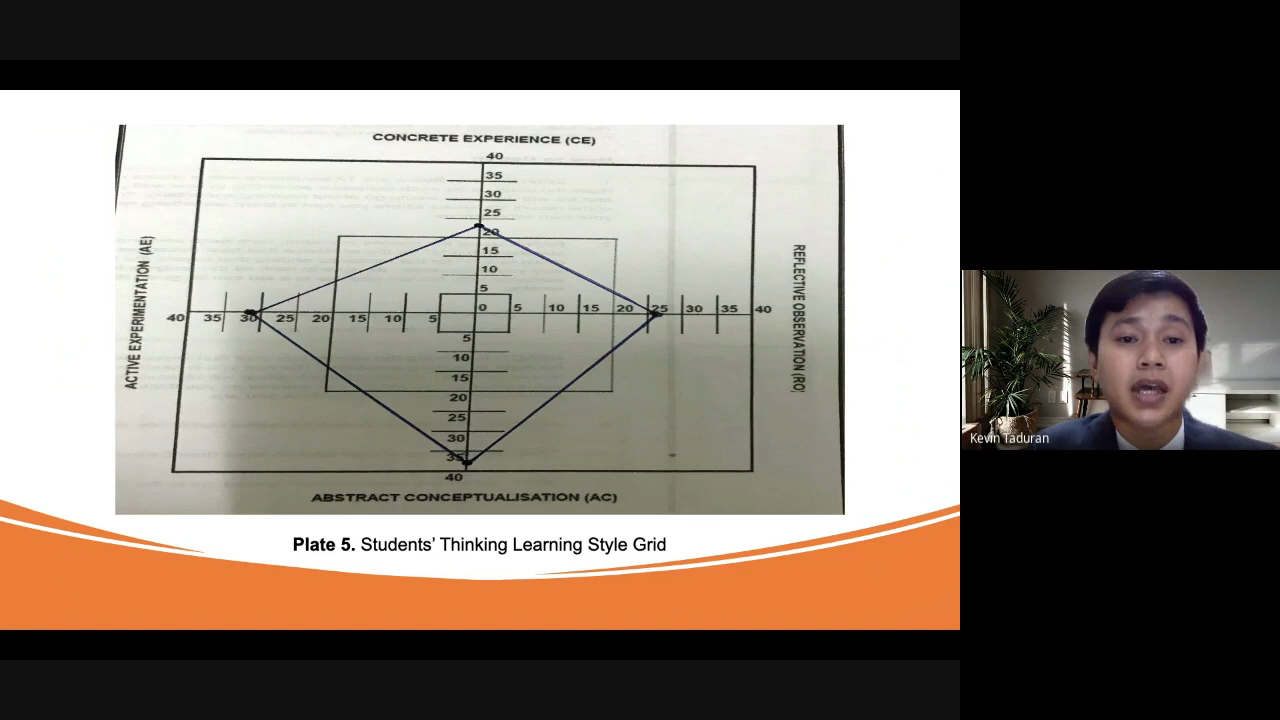 CONCRETE EXPERIENCE (CE)
40
35
30
25
20
15
10
5
ACTIVE EXPERIMENTATION (AE)
40 35 30 25 20 15 10 5 0 5 10 15 20 25 30 35 40
REFLECTIVE OBSERVATION (RO)
5
10
15
20
25
30
35
40
ABSTRACT CONCEPTUALISATION (AC)
Plate 5. Students' Thinking Learning Style Grid
Kevin Taduran